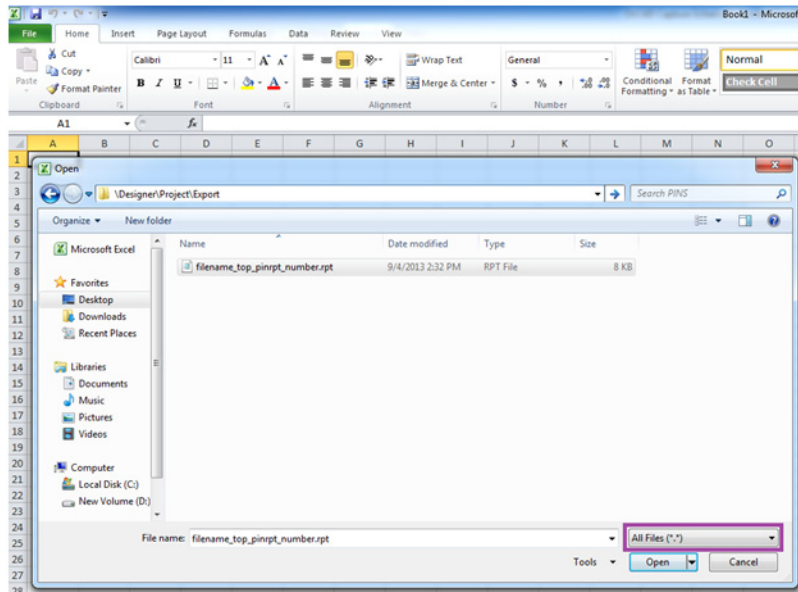 Book1 - Microsof
File Home Insert Page Layout Formulas Data Review View
Cut
Copy
Format Painter
Paste
Calibri 11 A A
B I U A
Wrap Text
Merge & Center
General
$ % ,
Conditional Formatting
Format as Table
Normal
Check Cell
Clipboard Font Alignment Number
A1 fx
A B C D E F G H I J K L M N O
1
2
3
4
5
6
7
8
9
10
11
12
13
14
15
16
17
18
19
20
21
22
23
24
25
26
27
28
Open
\Designer\Project\Export
Search PINS
Organize New folder
Microsoft Excel
Favorites
Desktop
Downloads
Recent Places
Libraries
Documents
Music
Pictures
Videos
Computer
Local Disk (C:)
New Volume (D:)
Name Date modified Type Size
filename_top_pinrpt_number.rpt 9/4/2013 2:32 PM RPT File 8 KB
File name: filename_top_pinrpt_number.rpt All Files (*.*)
Tools Open Cancel